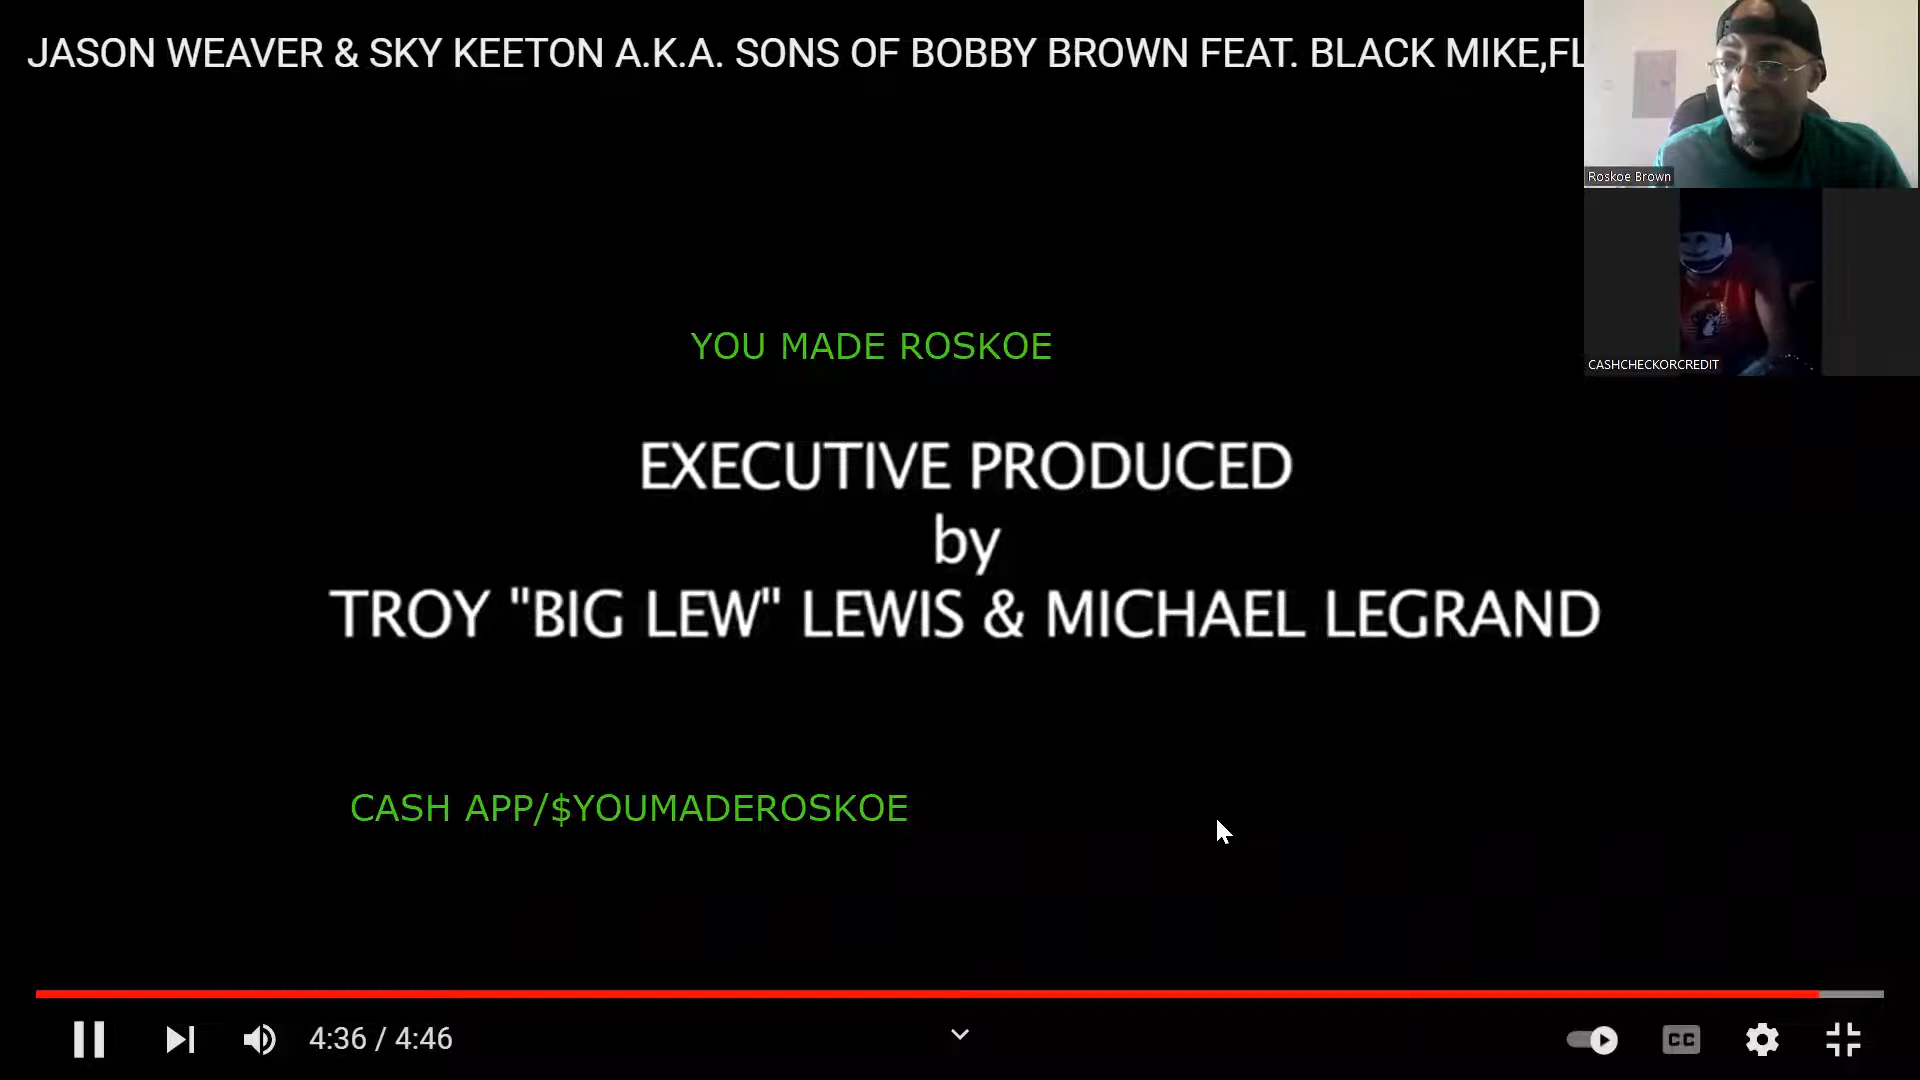 JASON WEAVER & SKY KEETON A.K.A. SONS OF BOBBY BROWN FEAT. BLACK MIKE,FL
Roskoe Brown
CASHCHECKORCREDIT
YOU MADE ROSKOE
EXECUTIVE PRODUCED
by
TROY "BIG LEW" LEWIS & MICHAEL LEGRAND
CASH APP/$YOUMADEROSKOE
4:36 / 4:46
CC